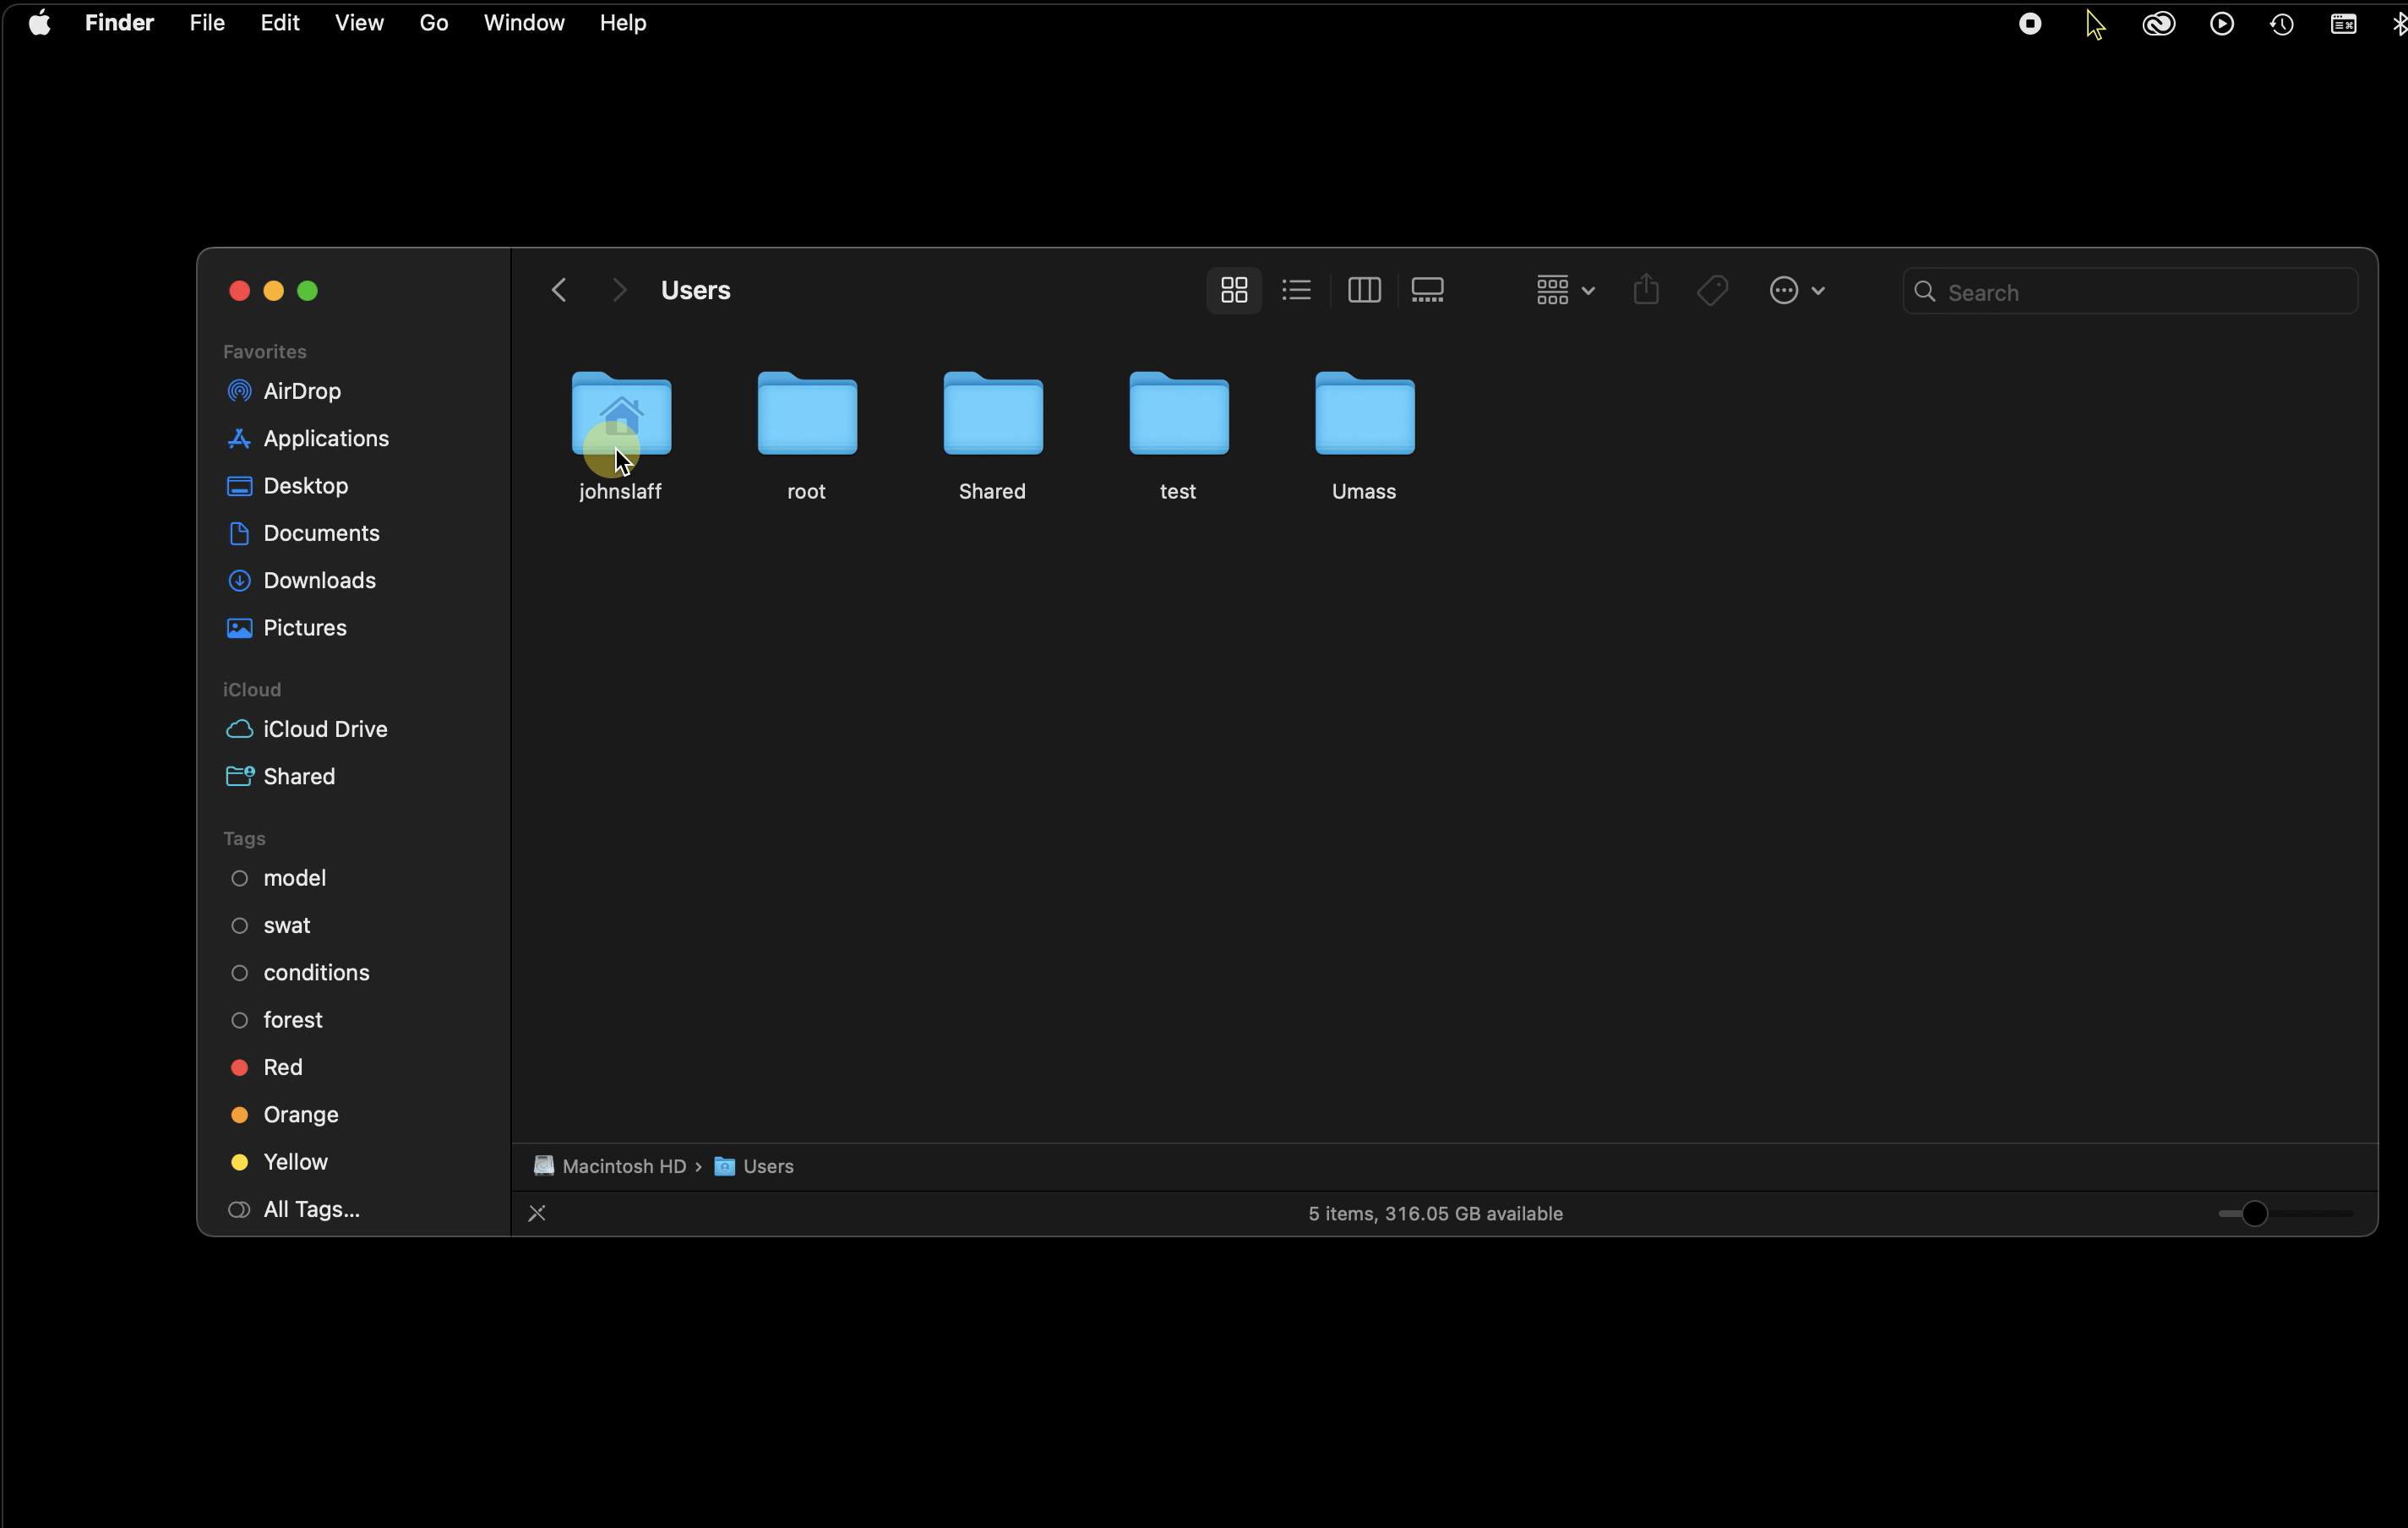 Finder File Edit View Go Window Help
Users
Search
Favorites
AirDrop
Applications
Desktop
Documents
Downloads
Pictures
iCloud
iCloud Drive
Shared
Tags
model
swat
conditions
forest
Red
Orange
Yellow
All Tags...
johnslaff root Shared test Umass
Macintosh HD › Users
5 items, 316.05 GB available